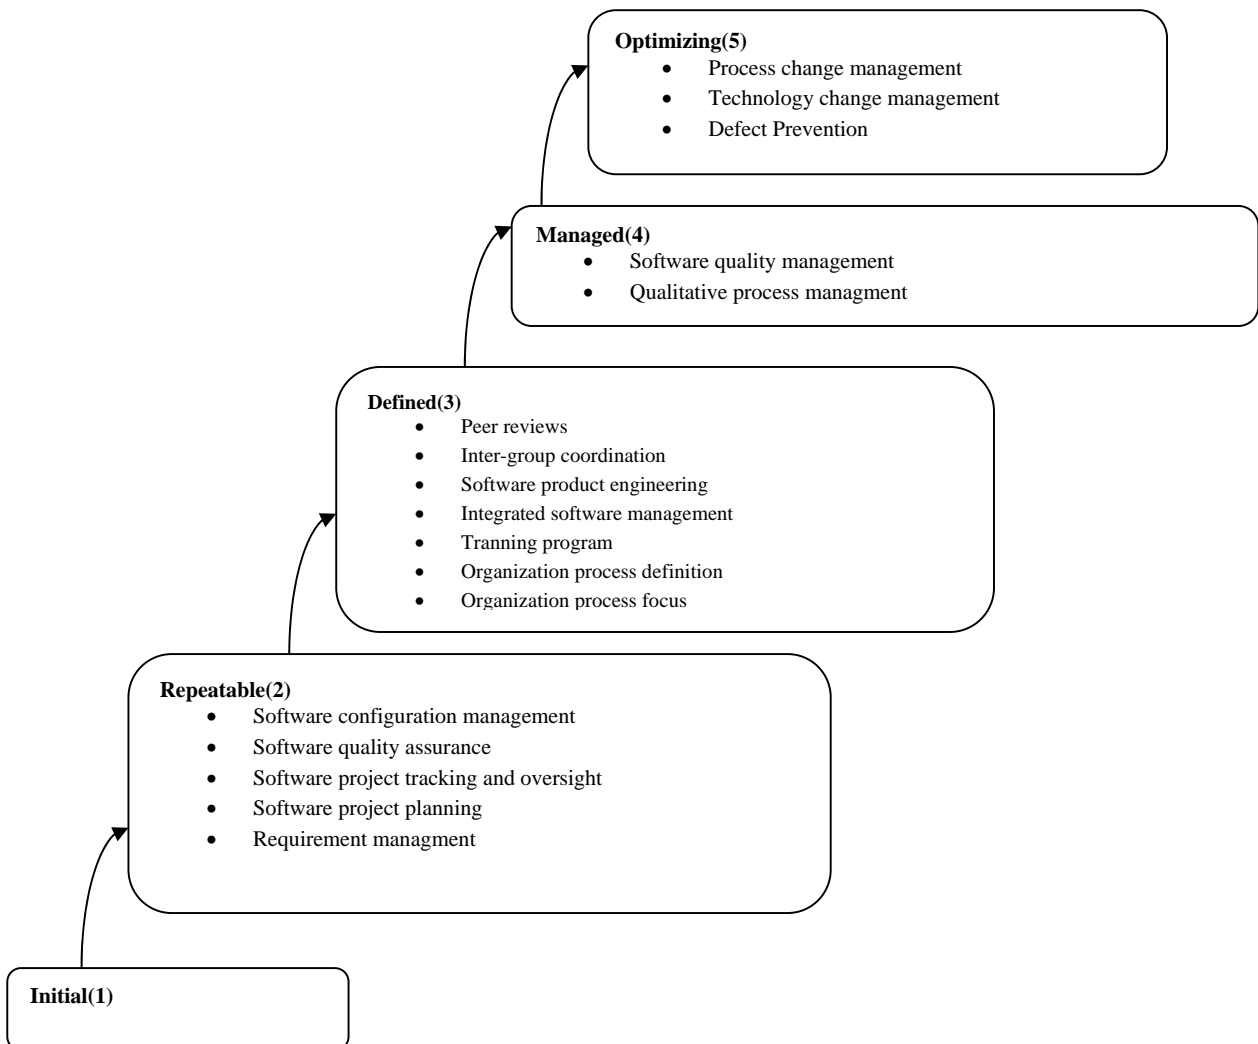 Optimizing(5)
• Process change management
• Technology change management
• Defect Prevention
Managed(4)
• Software quality management
• Qualitative process managment
Defined(3)
• Peer reviews
• Inter-group coordination
• Software product engineering
• Integrated software management
• Tranning program
• Organization process definition
• Organization process focus
Repeatable(2)
• Software configuration management
• Software quality assurance
• Software project tracking and oversight
• Software project planning
• Requirement managment
Initial(1)